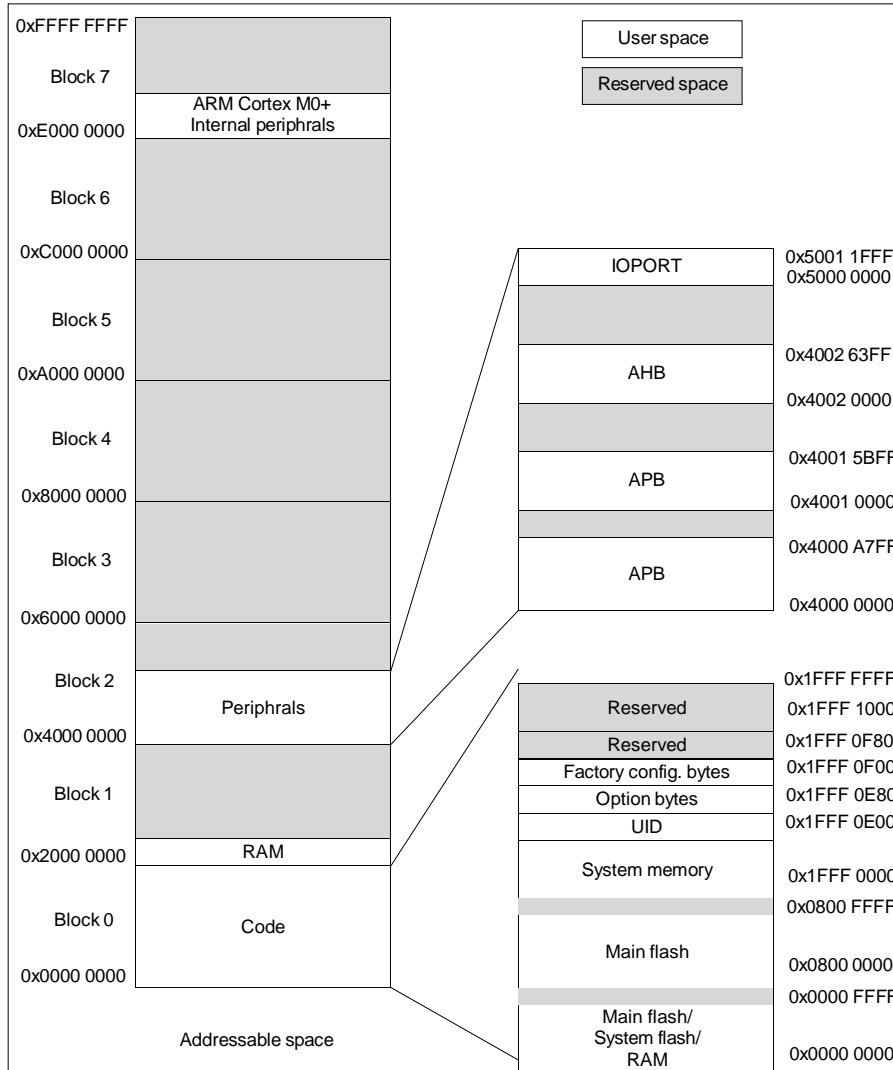 0xFFFF FFFF
Block 7
ARM Cortex M0+
Internal periphrals
0xE000 0000
Block 6
0xC000 0000
Block 5
0xA000 0000
Block 4
0x8000 0000
Block 3
0x6000 0000
Block 2
Periphrals
0x4000 0000
Block 1
0x2000 0000
RAM
Block 0
Code
0x0000 0000
Addressable space
User space
Reserved space
IOPORT
0x5001 1FFF
0x5000 0000
AHB
0x4002 63FF
0x4002 0000
APB
0x4001 5BFF
0x4001 0000
APB
0x4000 A7FF
0x4000 0000
0x1FFF FFFF
Reserved
0x1FFF 1000
Reserved
0x1FFF 0F80
Factory config. bytes
0x1FFF 0F00
Option bytes
0x1FFF 0E80
UID
0x1FFF 0E00
System memory
0x1FFF 0000
0x0800 FFFF
Main flash
0x0800 0000
0x0000 FFFF
Main flash/
System flash/
RAM
0x0000 0000